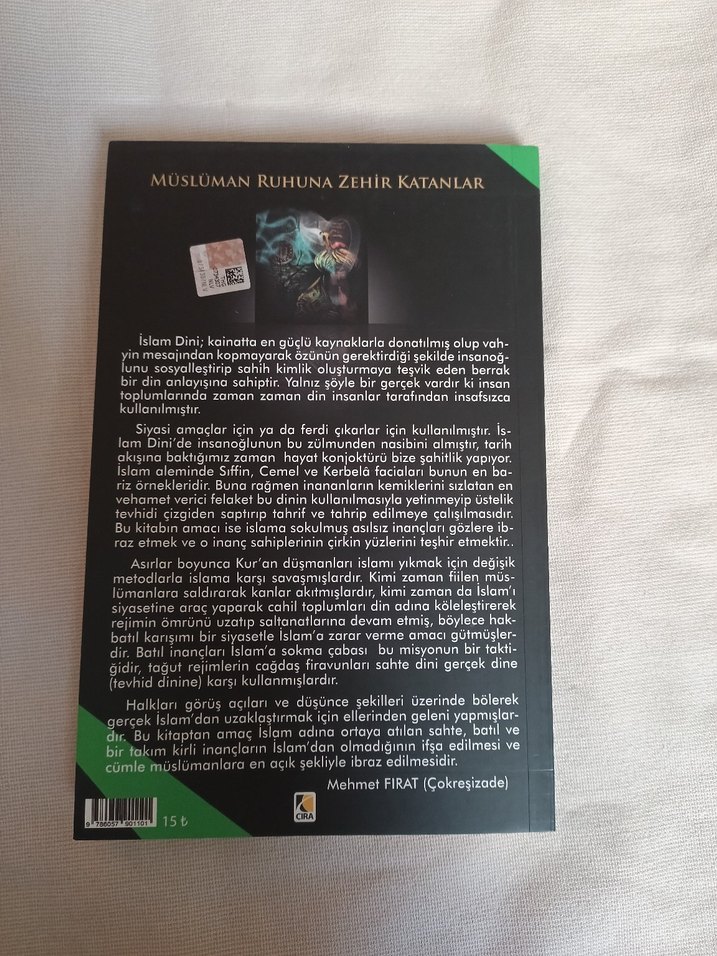 MÜSLÜMAN RUHUNA ZEHİR KATANLAR
İslam Dini; kainatta en güçlü kaynaklarla donatılmış olup vah-
yin mesajından kopmayarak özünün gerektirdiği şekilde insanoğ-
lunu sosyalleştirip sahih kimlik oluşturmaya teşvik eden berrak
bir din anlayışına sahiptir. Yalnız şöyle bir gerçek vardır ki insan
toplumlarında zaman zaman din insanlar tarafından insafsızca
kullanılmıştır.
Siyasi amaçlar için ya da ferdi çıkarlar için kullanılmıştır. İs-
lam Dini'de insanoğlunun bu zülmunden nasibini almıştır, tarih
akışına baktığımız zaman hayat konjoktürü bize şahitlik yapıyor.
İslam aleminde Sıffin, Cemel ve Kerbelâ faciaları bunun en ba-
riz örnekleridir. Buna rağmen inananların kemiklerini sızlatan en
vehamet verici felaket bu dinin kullanılmasıyla yetinmeyip üstelik
tevhidi çizgiden saptırıp tahrif ve tahrip edilmeye çalışılmasıdır.
Bu kitabın amacı ise islama sokulmuş asılsız inançları gözlere ib-
raz etmek ve o inanç sahiplerinin çirkin yüzlerini teşhir etmektir..
Asırlar boyunca Kur'an düşmanları islamı yıkmak için değişik
metodlarla islama karşı savaşmışlardır. Kimi zaman fiilen müs-
lümanlara saldırarak kanlar akıtmışlardır, kimi zaman da İslam'ı
siyasetine araç yaparak cahil toplumları din adına köleleştirerek
rejimin ömrünü uzatıp saltanatlarına devam etmiş, böylece hak-
batıl karışımı bir siyasetle İslam'a zarar verme amacı gütmüşler-
dir. Batıl inançları İslam'a sokma çabası bu misyonun bir takti-
ğidir, tağut rejimlerin çağdaş firavunları sahte dini gerçek dine
(tevhid dinine) karşı kullanmışlardır.
Halkları görüş açıları ve düşünce şekilleri üzerinde bölerek
gerçek İslam'dan uzaklaştırmak için ellerinden geleni yapmışlar-
dır. Bu kitaptan amaç İslam adına ortaya atılan sahte, batıl ve
bir takım kirli inançların İslam'dan olmadığının ifşa edilmesi ve
cümle müslümanlara en açık şekliyle ibraz edilmesidir.
Mehmet FIRAT (Çokreşizade)
9 786057 901101
15 ₺
CIRA